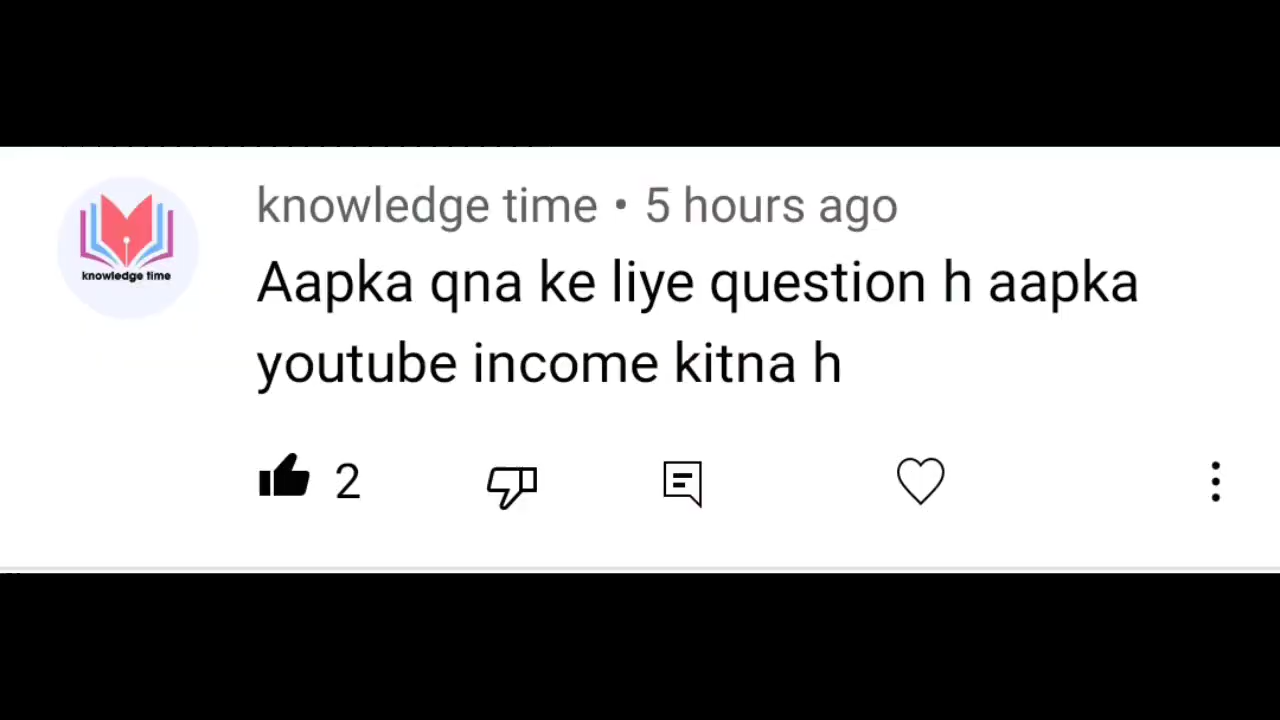 knowledge time • 5 hours ago
knowledge time
Aapka qna ke liye question h aapka
youtube income kitna h
2